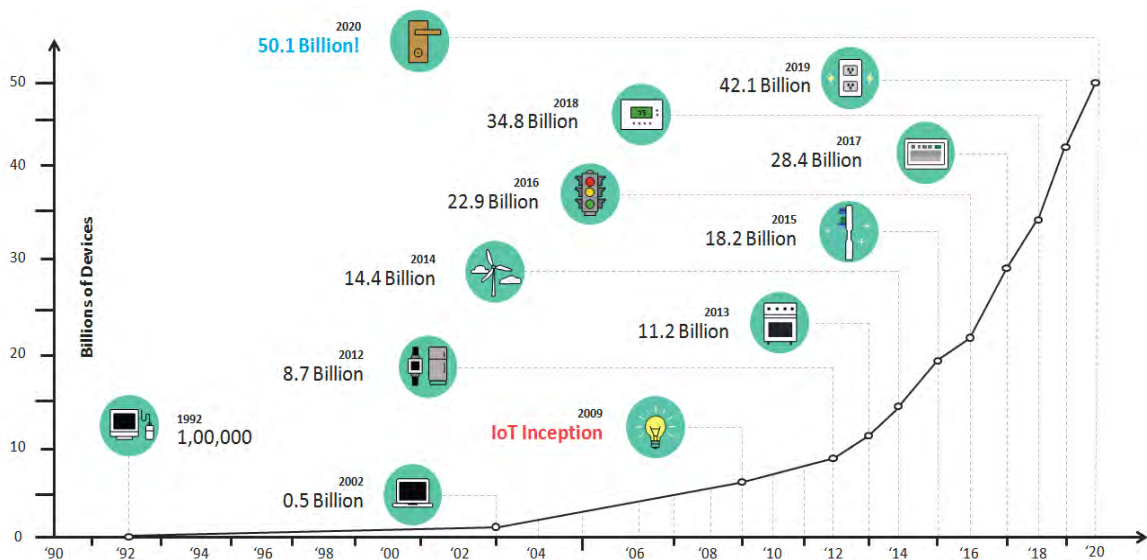 2020
50.1 Billion!
2019
42.1 Billion
2018
34.8 Billion
2017
28.4 Billion
2016
22.9 Billion
2015
18.2 Billion
2014
14.4 Billion
2013
11.2 Billion
2012
8.7 Billion
2009
IoT Inception
1992
1,00,000
2002
0.5 Billion
Billions of Devices
50
40
30
20
10
0
'90 '92 '94 '96 '98 '00 '02 '04 '06 '08 '10 '12 '14 '16 '18 '20